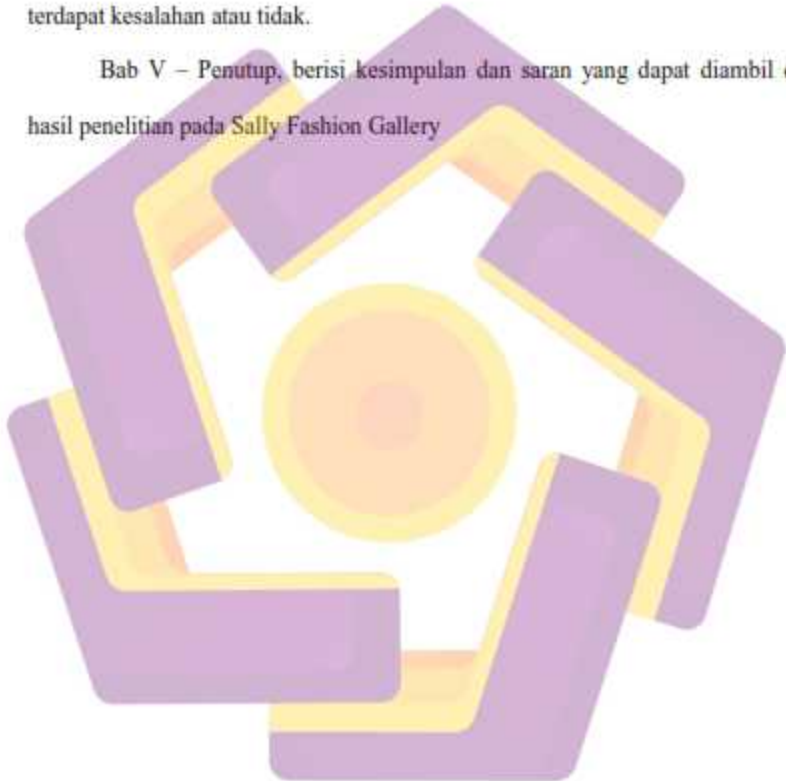 terdapat kesalahan atau tidak.
Bab V – Penutup, berisi kesimpulan dan saran yang dapat diambil
hasil penelitian pada Sally Fashion Gallery